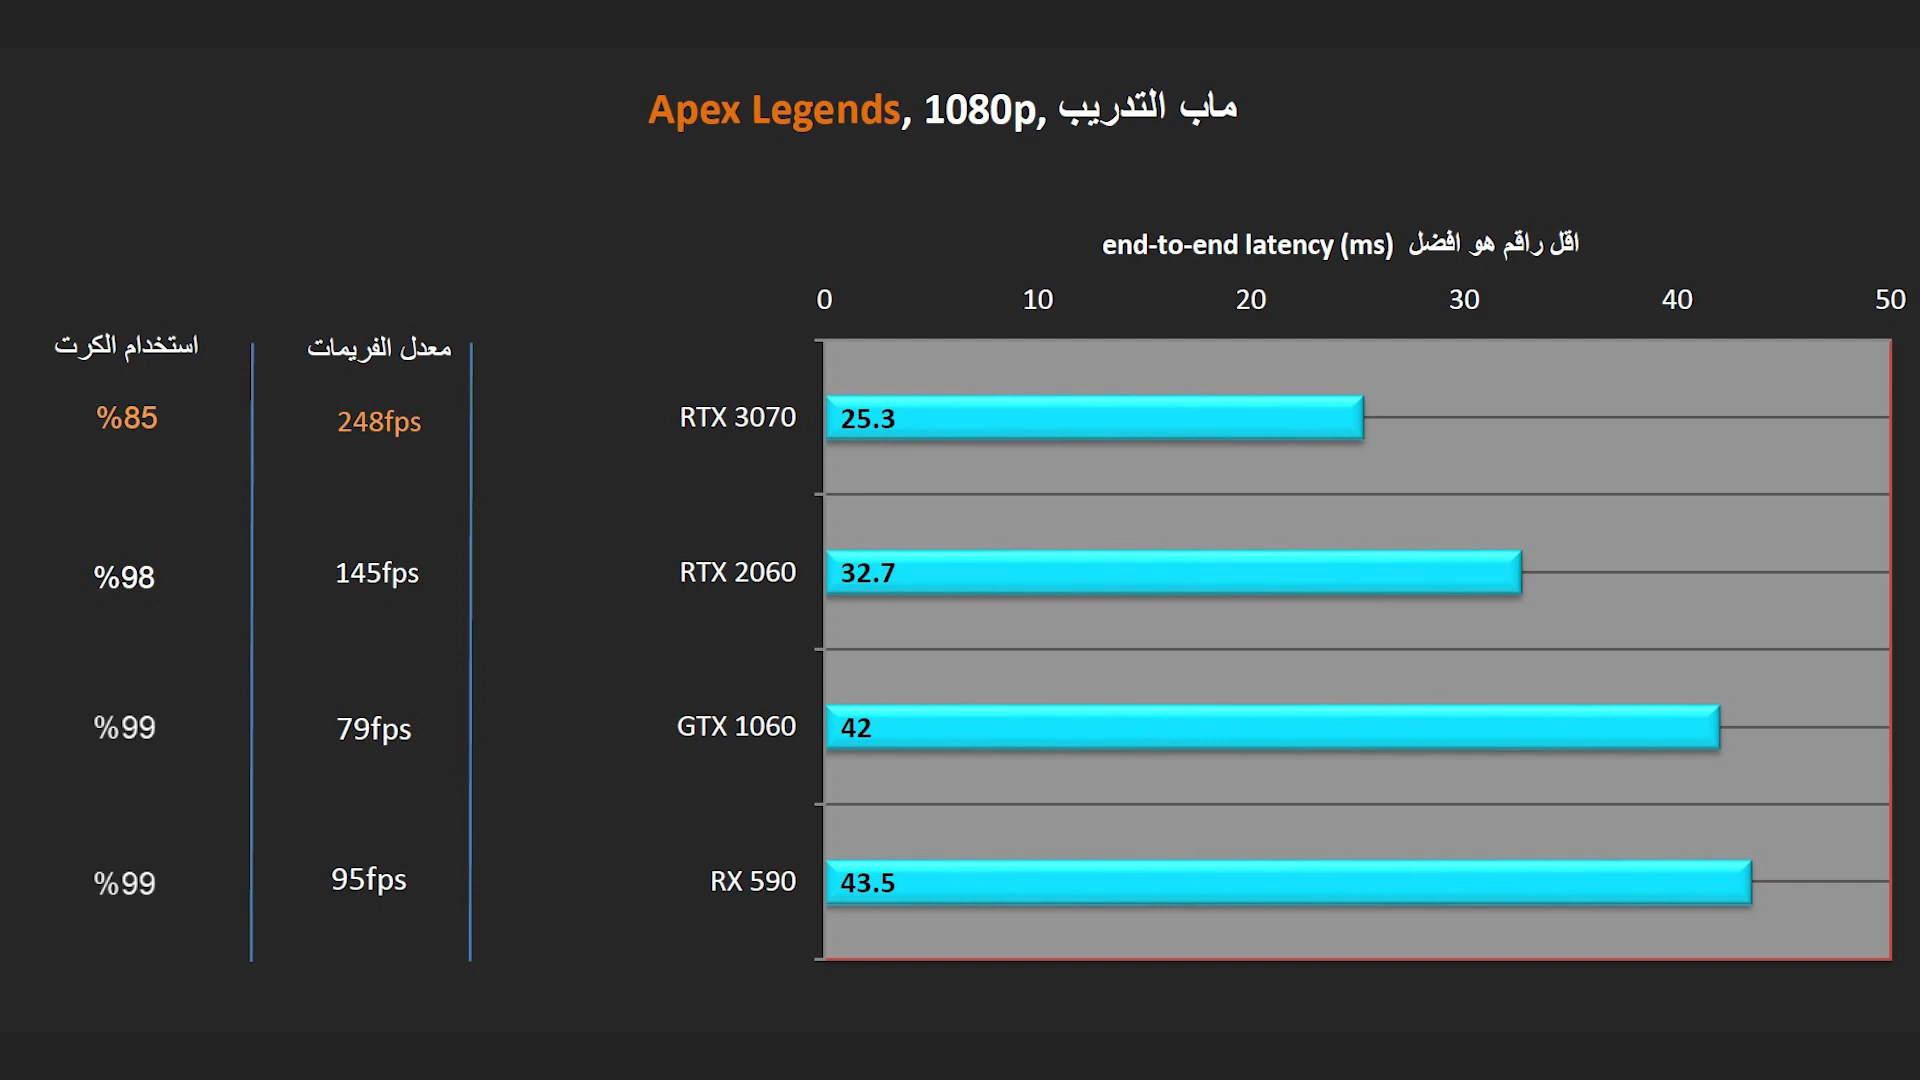 Apex Legends, 1080p, ماب التدريب
end-to-end latency (ms) اقل راقم هو افضل
0 10 20 30 40 50
استخدام الكرت معدل الفريمات
%85 248fps RTX 3070 25.3
%98 145fps RTX 2060 32.7
%99 79fps GTX 1060 42
%99 95fps RX 590 43.5